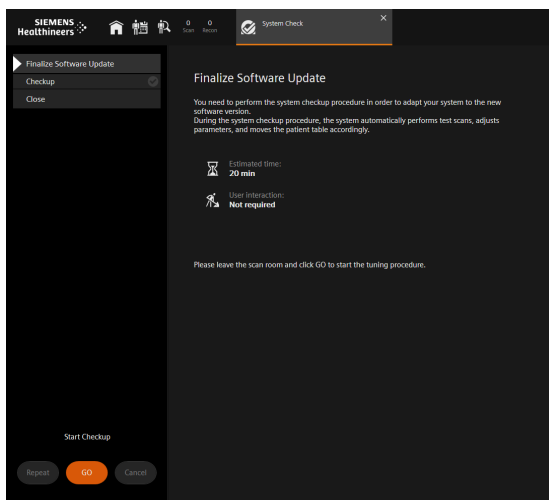 SIEMENS
Healthineers
0 0
Scan Recon
System Check
Finalize Software Update
Checkup
Close
Finalize Software Update
You need to perform the system checkup procedure in order to adapt your system to the new
software version.
During the system checkup procedure, the system automatically performs test scans, adjusts
parameters, and moves the patient table accordingly.
Estimated time:
20 min
User interaction:
Not required
Please leave the scan room and click GO to start the tuning procedure.
Start Checkup
Repeat GO Cancel